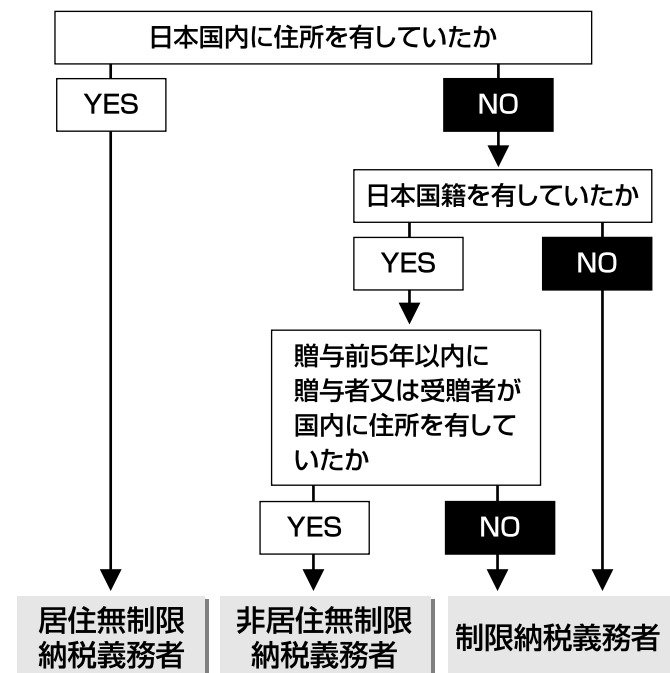 日本国内に住所を有していたか
YES
NO
日本国籍を有していたか
YES
NO
贈与前5年以内に
贈与者又は受贈者が
国内に住所を有して
いたか
YES
NO
居住無制限
納税義務者
非居住無制限
納税義務者
制限納税義務者